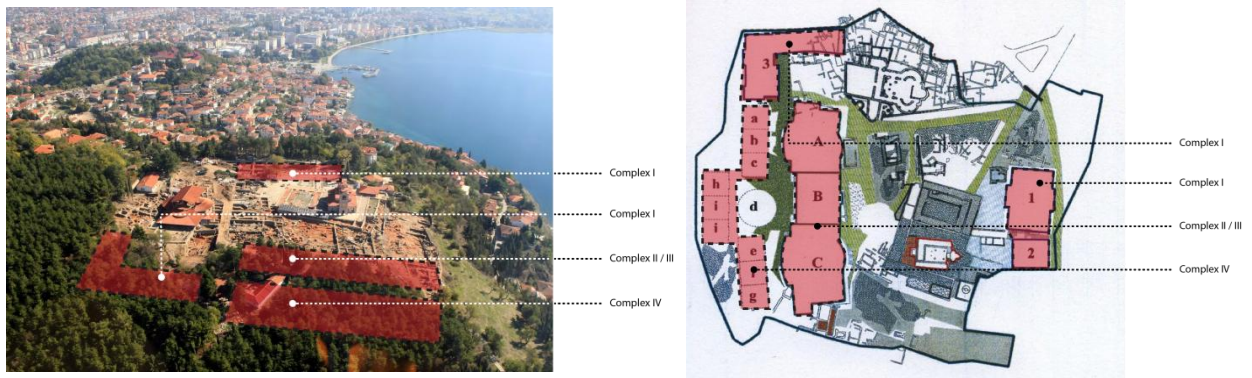 Complex I
Complex I
Complex II / III
Complex IV
3
a
b
c
A
h
i
i
d
B
e
f
g
C
1
2
Complex I
Complex I
Complex II / III
Complex IV